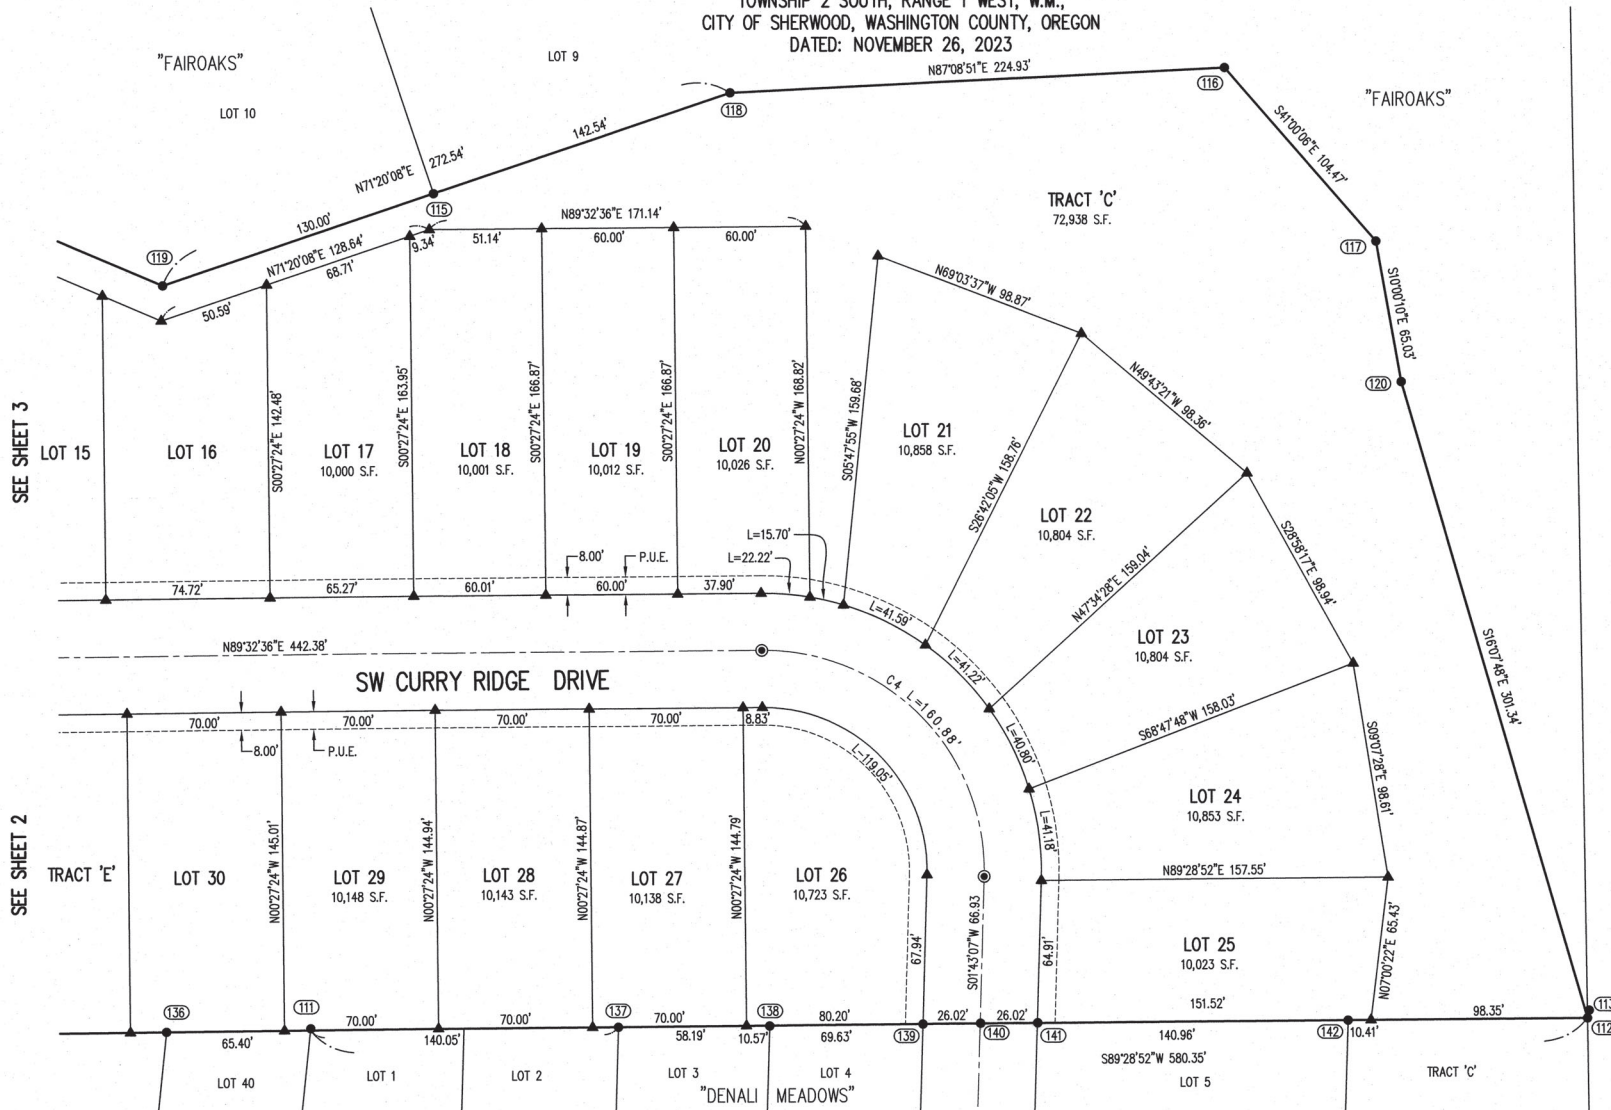 TOWNSHIP 2 SOUTH, RANGE 1 WEST, W.M.,
CITY OF SHERWOOD, WASHINGTON COUNTY, OREGON
DATED: NOVEMBER 26, 2023
"FAIROAKS"
LOT 9
LOT 10
N87°08'51"E 224.93'
116
118
"FAIROAKS"
142.54'
S41°00'06"E 104.47'
N71°20'08"E 272.54'
TRACT 'C'
72,938 S.F.
115
130.00'
N89°32'36"E 171.14'
9.34'
51.14'
60.00'
60.00'
117
119
N71°20'08"E 128.64'
68.71'
50.59'
N69°03'37"W 98.87'
S10°00'10"E 65.03'
120
N49°43'21"W 98.36'
SEE SHEET 3
LOT 15
LOT 16
S00°27'24"E 142.48'
LOT 17
10,000 S.F.
S00°27'24"E 163.95'
LOT 18
10,001 S.F.
S00°27'24"E 166.87'
LOT 19
10,012 S.F.
S00°27'24"E 166.87'
LOT 20
10,026 S.F.
N00°27'24"W 168.82'
S05°47'55"W 159.68'
LOT 21
10,858 S.F.
S26°42'05"W 158.76'
LOT 22
10,804 S.F.
N47°34'28"E 159.04'
S28°58'17"E 98.94'
LOT 23
10,804 S.F.
S16°07'48"E 301.34'
L=15.70'
L=22.22'
8.00'
P.U.E.
74.72'
65.27'
60.01'
60.00'
37.90'
L=41.59'
L=41.22'
N89°32'36"E 442.38'
SW CURRY RIDGE DRIVE
C4 L=160.88'
S68°47'48"W 158.03'
L=40.80'
70.00'
70.00'
70.00'
70.00'
8.83'
8.00'
P.U.E.
L=119.05'
S09°07'28"E 98.61'
LOT 24
10,853 S.F.
L=41.18'
SEE SHEET 2
TRACT 'E'
LOT 30
N00°27'24"W 145.01'
LOT 29
10,148 S.F.
N00°27'24"W 144.94'
LOT 28
10,143 S.F.
N00°27'24"W 144.87'
LOT 27
10,138 S.F.
N00°27'24"W 144.79'
LOT 26
10,723 S.F.
N89°28'52"E 157.55'
67.94'
S01°43'07"W 66.93
64.91'
LOT 25
10,023 S.F.
N07°00'22"E 65.43'
151.52'
136
111
137
138
113
112
70.00'
70.00'
70.00'
80.20'
26.02'
26.02'
98.35'
65.40'
140.05'
58.19'
10.57'
69.63'
139
140
141
140.96'
142
10.41'
S89°28'52"W 580.35'
LOT 40
LOT 1
LOT 2
LOT 3
LOT 4
LOT 5
TRACT 'C'
"DENALI MEADOWS"